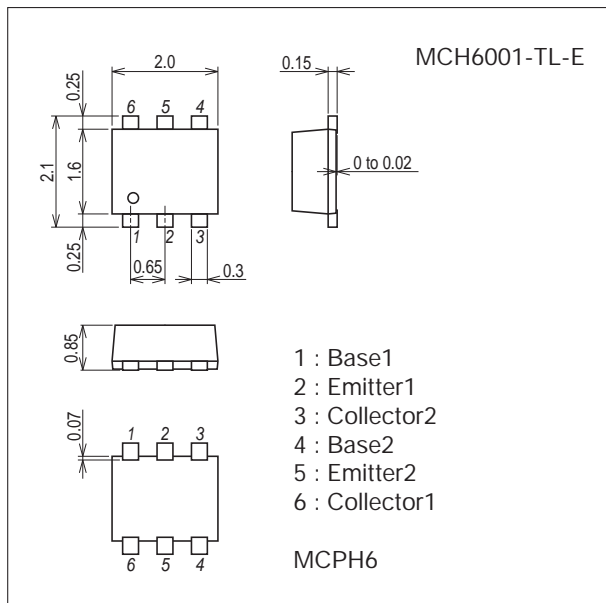 MCH6001-TL-E
2.0
0.15
0.25
6 5 4
2.1
1.6
0 to 0.02
0.25
1 2 3
0.65
0.3
0.85
0.07
1 2 3
6 5 4
1 : Base1
2 : Emitter1
3 : Collector2
4 : Base2
5 : Emitter2
6 : Collector1
MCPH6